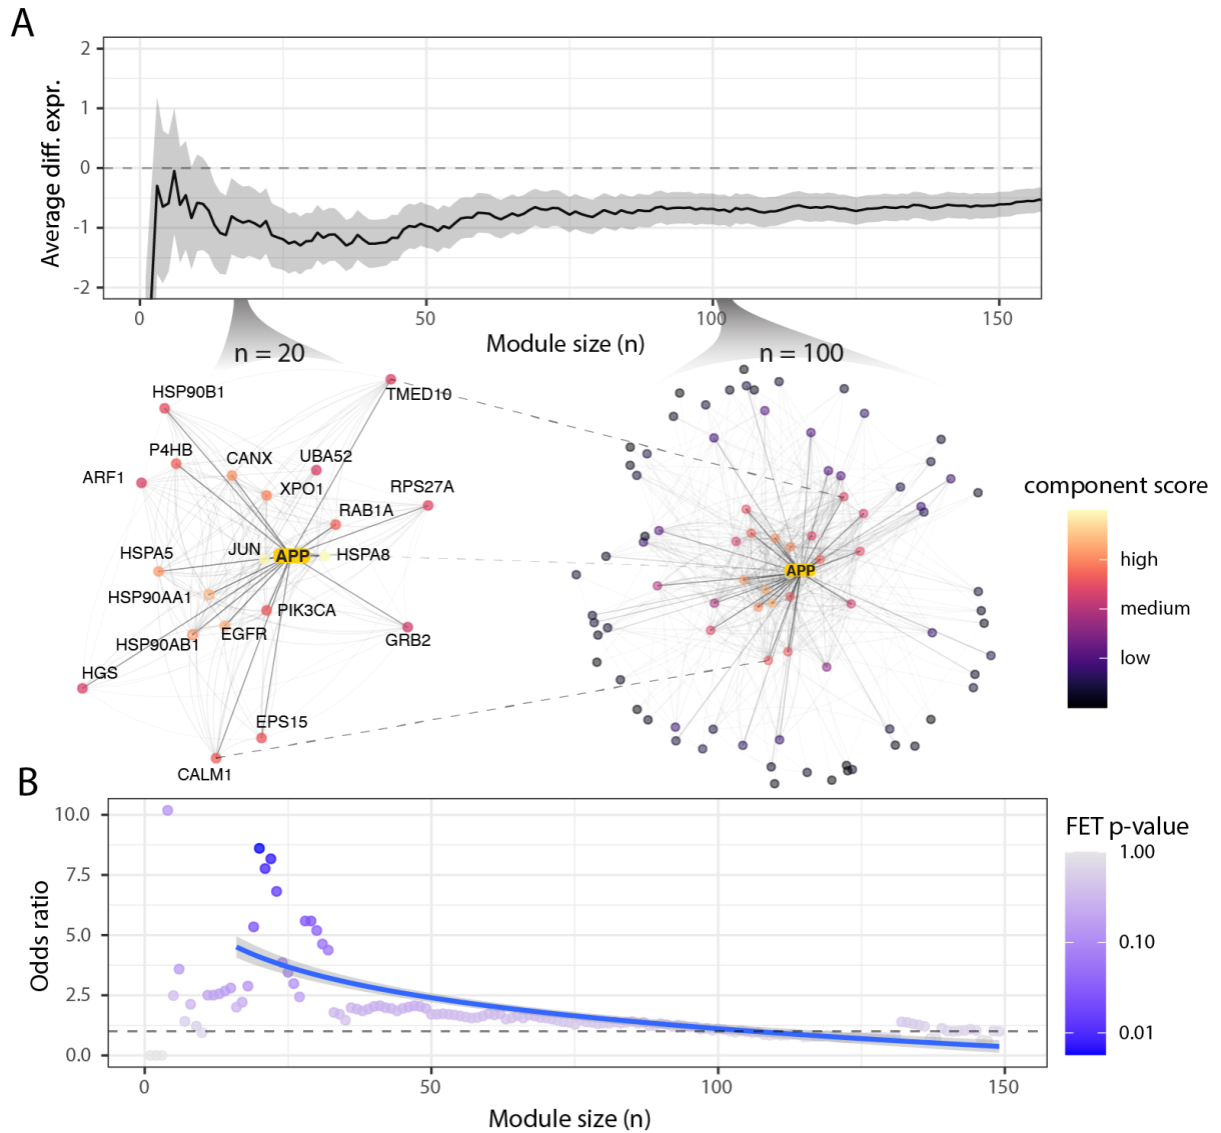 A
2
1
0
-1
-2
Average diff. expr.
0
50
100
150
Module size (n)
n = 20
n = 100
HSP90B1
TMED10
P4HB
CANX
UBA52
ARF1
XPO1
RPS27A
RAB1A
HSPA5
JUN
APP
HSPA8
HSP90AA1
PIK3CA
HSP90AB1
EGFR
GRB2
HGS
EPS15
CALM1
APP
component score
high
medium
low
B
10.0
7.5
5.0
2.5
0.0
Odds ratio
0
50
100
150
Module size (n)
FET p-value
1.00
0.10
0.01